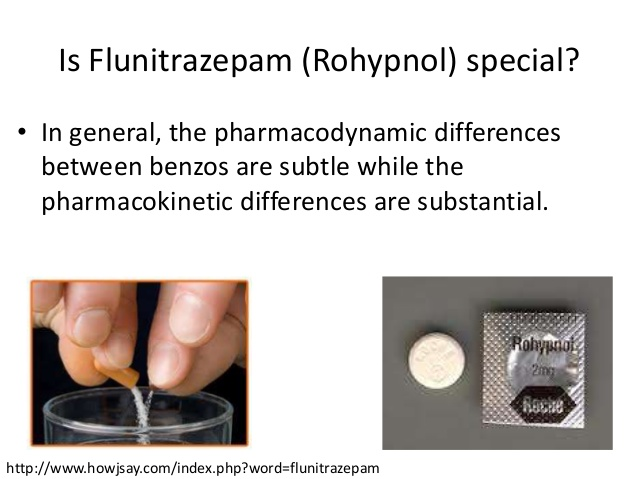 Is Flunitrazepam (Rohypnol) special?
• In general, the pharmacodynamic differences
between benzos are subtle while the
pharmacokinetic differences are substantial.
Rohypnol
2mg
Roche
http://www.howjsay.com/index.php?word=flunitrazepam